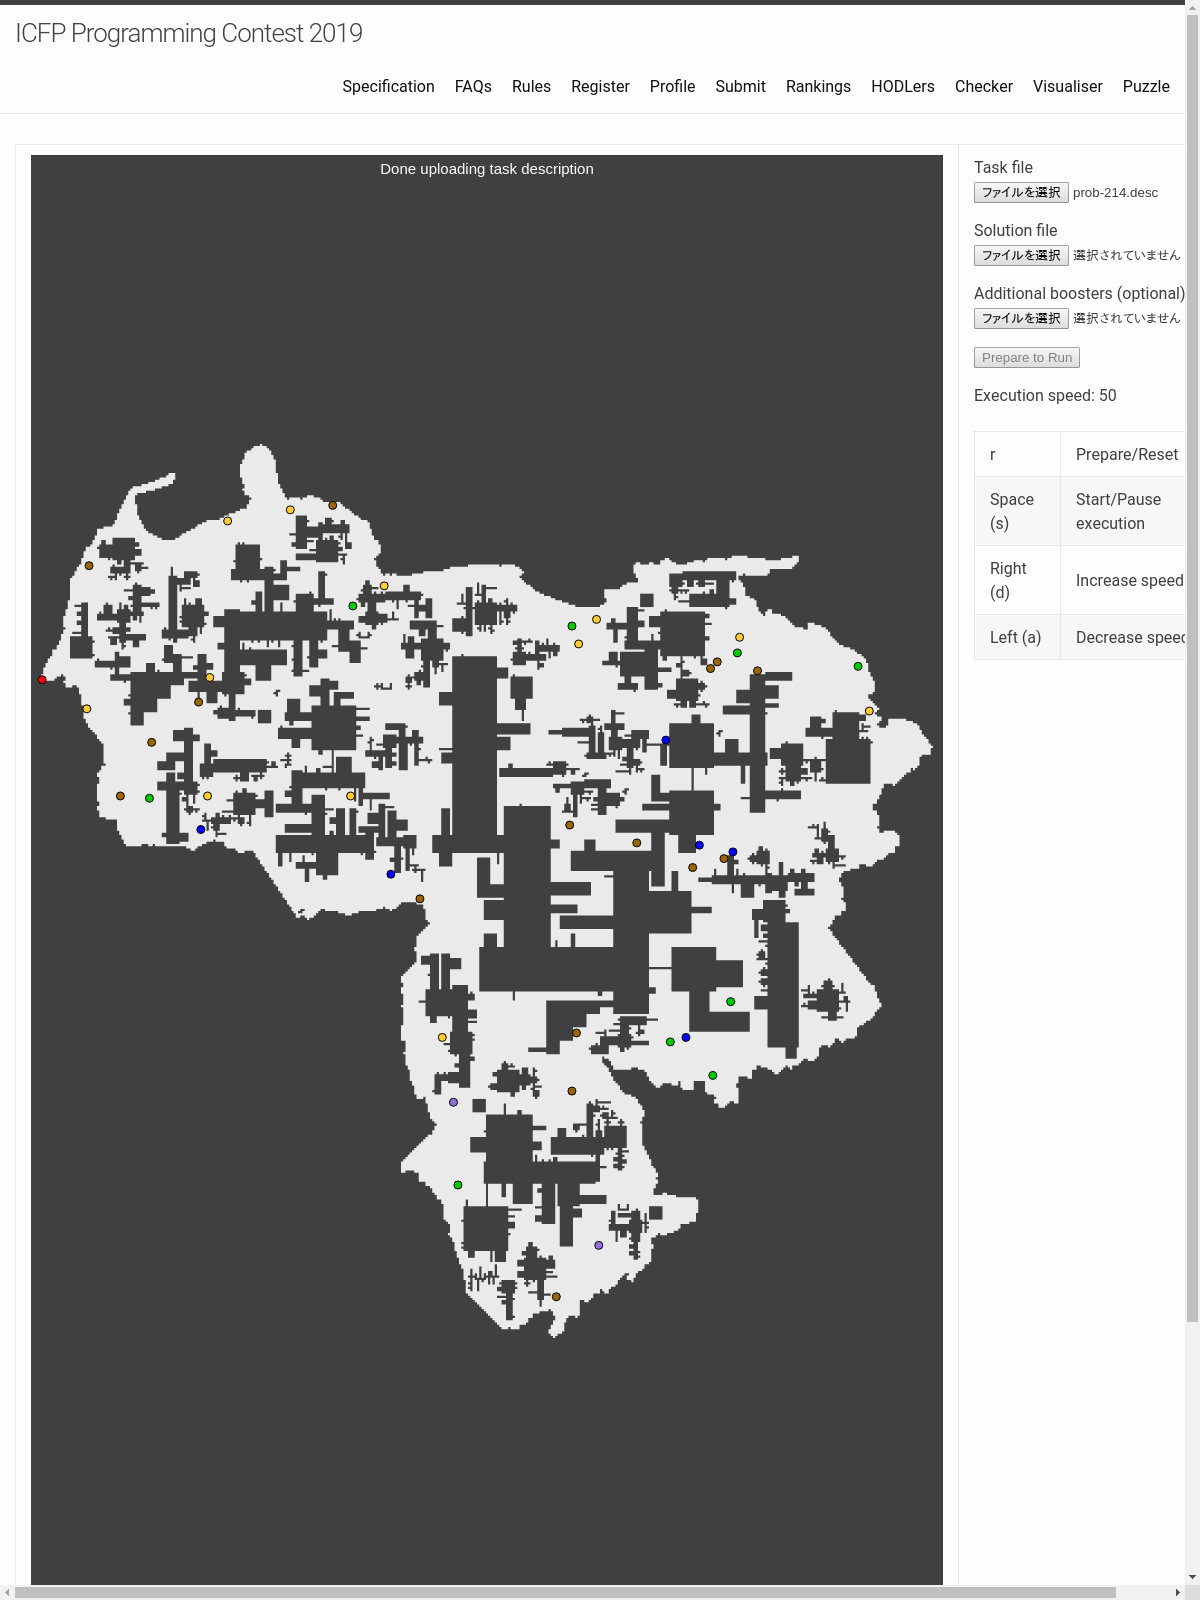 ICFP Programming Contest 2019
Specification FAQs Rules Register Profile Submit Rankings HODLers Checker Visualiser Puzzle
Done uploading task description
Task file
ファイルを選択 prob-214.desc
Solution file
ファイルを選択 選択されていません
Additional boosters (optional)
ファイルを選択 選択されていません
Prepare to Run
Execution speed: 50
r Prepare/Reset
Space (s) Start/Pause execution
Right (d) Increase speed
Left (a) Decrease speed